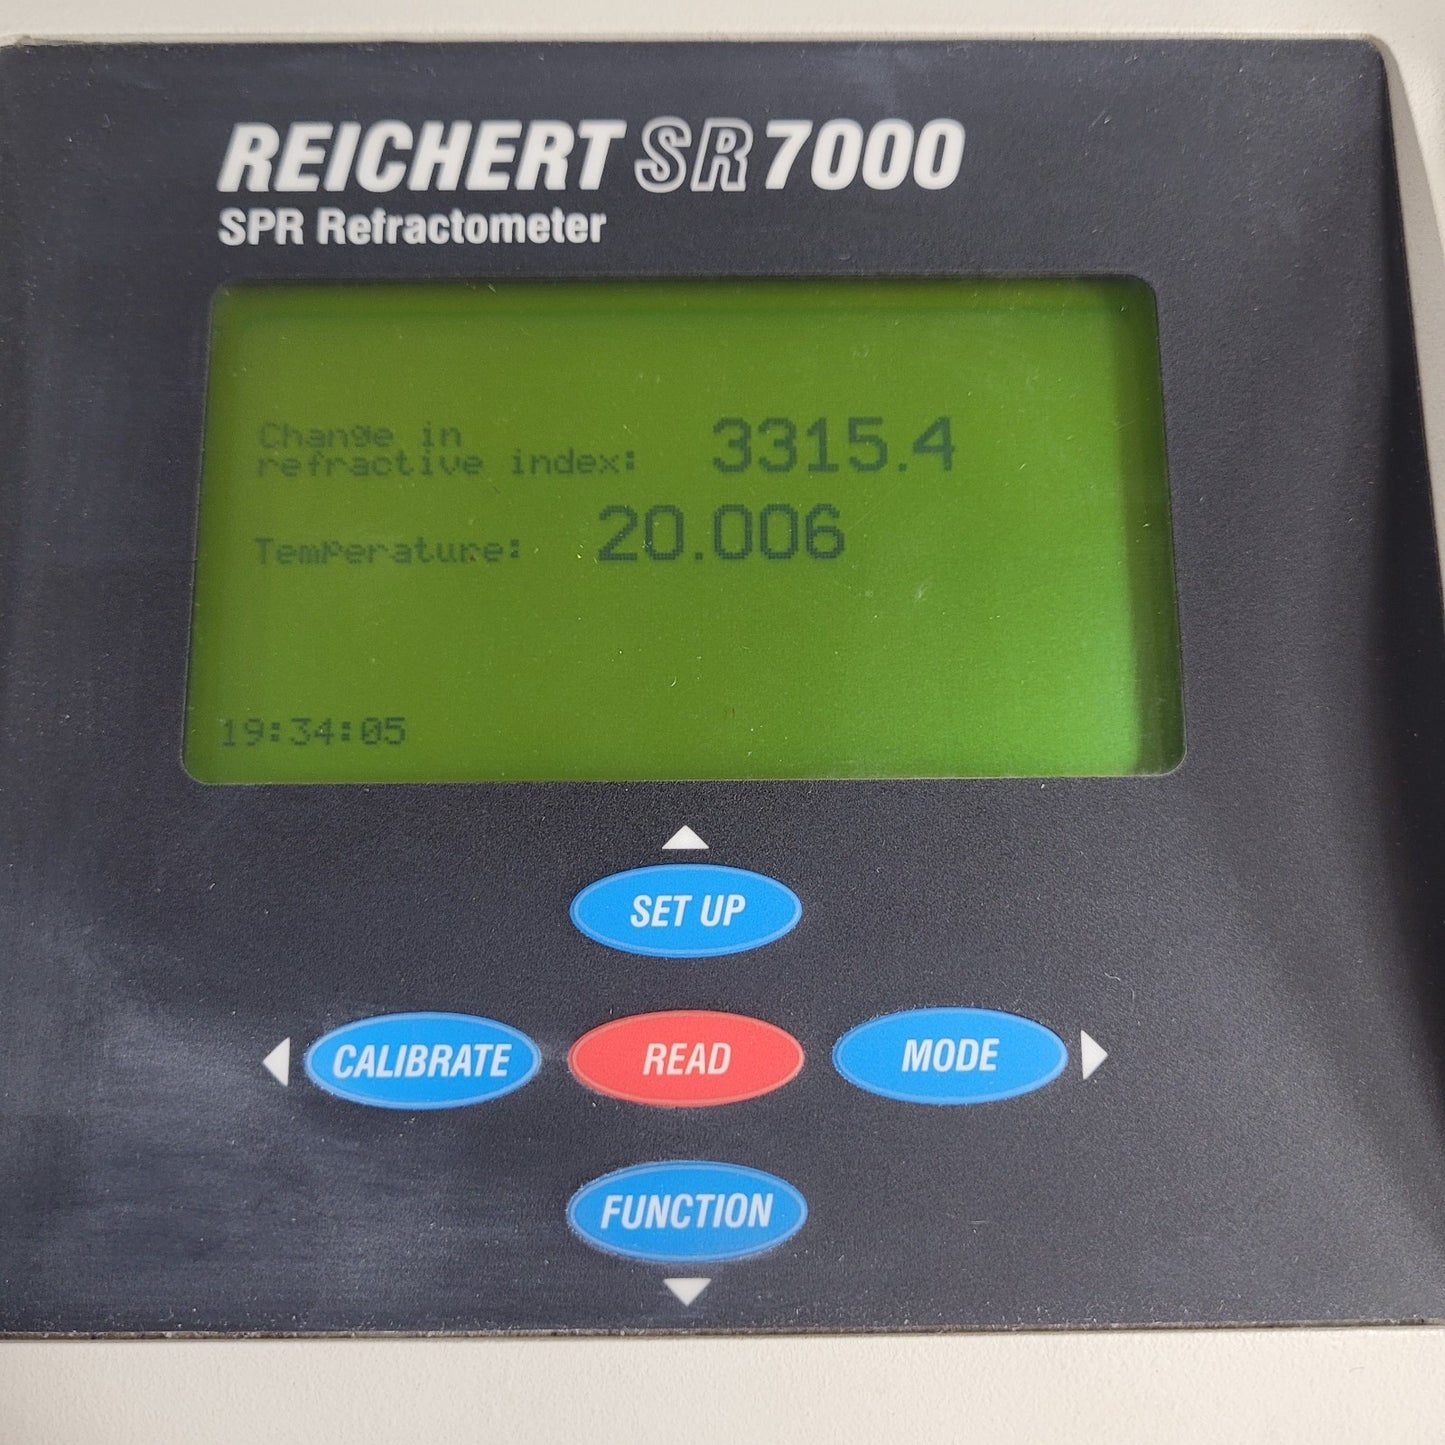 REICHERT SR 7000
SPR Refractometer
Change in
refractive index: 3315.4
Temperature: 20.006
19:34:05
SET UP
CALIBRATE READ MODE
FUNCTION